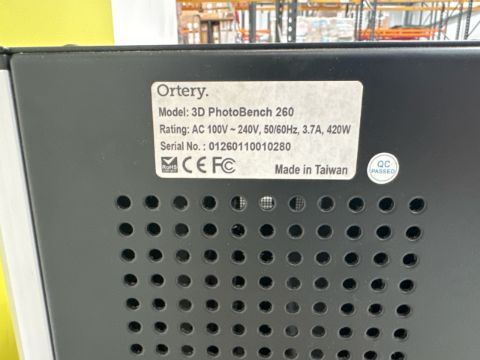 Ortery.
Model: 3D PhotoBench 260
Rating: AC 100V ~ 240V, 50/60Hz, 3.7A, 420W
Serial No. : 01260110010280
RoHS CE FC Made in Taiwan
QC
PASSED